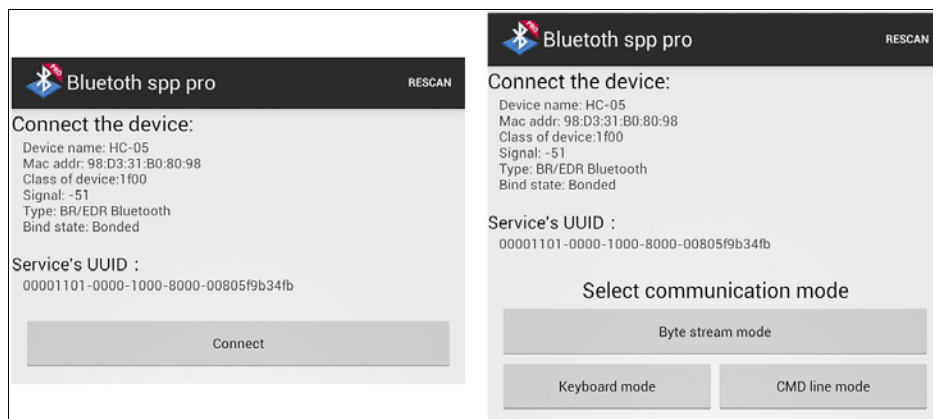 Bluetoth spp pro
RESCAN
Connect the device:
Device name: HC-05
Mac addr: 98:D3:31:B0:80:98
Class of device:1f00
Signal: -51
Type: BR/EDR Bluetooth
Bind state: Bonded
Service's UUID :
00001101-0000-1000-8000-00805f9b34fb
Connect
Bluetoth spp pro
RESCAN
Connect the device:
Device name: HC-05
Mac addr: 98:D3:31:B0:80:98
Class of device:1f00
Signal: -51
Type: BR/EDR Bluetooth
Bind state: Bonded
Service's UUID :
00001101-0000-1000-8000-00805f9b34fb
Select communication mode
Byte stream mode
Keyboard mode
CMD line mode